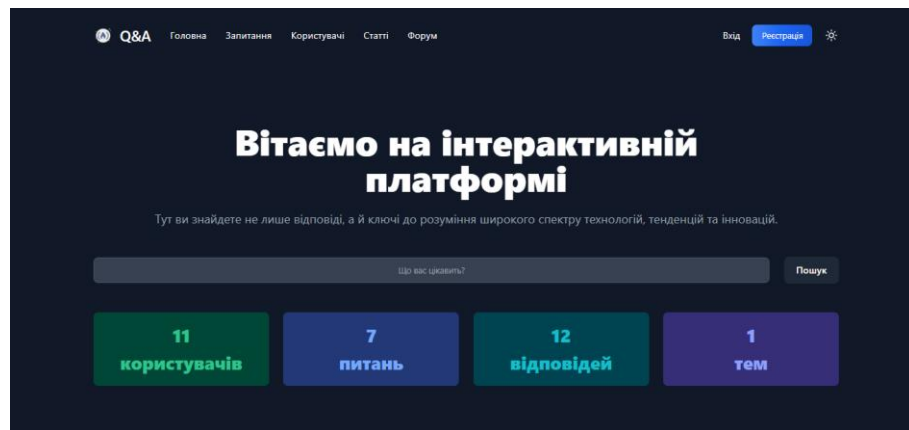 Q&A Головна Запитання Користувачі Статті Форум Вхід Реєстрація
Вітаємо на інтерактивній
платформі
Тут ви знайдете не лише відповіді, а й ключі до розуміння широкого спектру технологій, тенденцій та інновацій.
Що вас цікавить? Пошук
11 7 12 1
користувачів питань відповідей тем